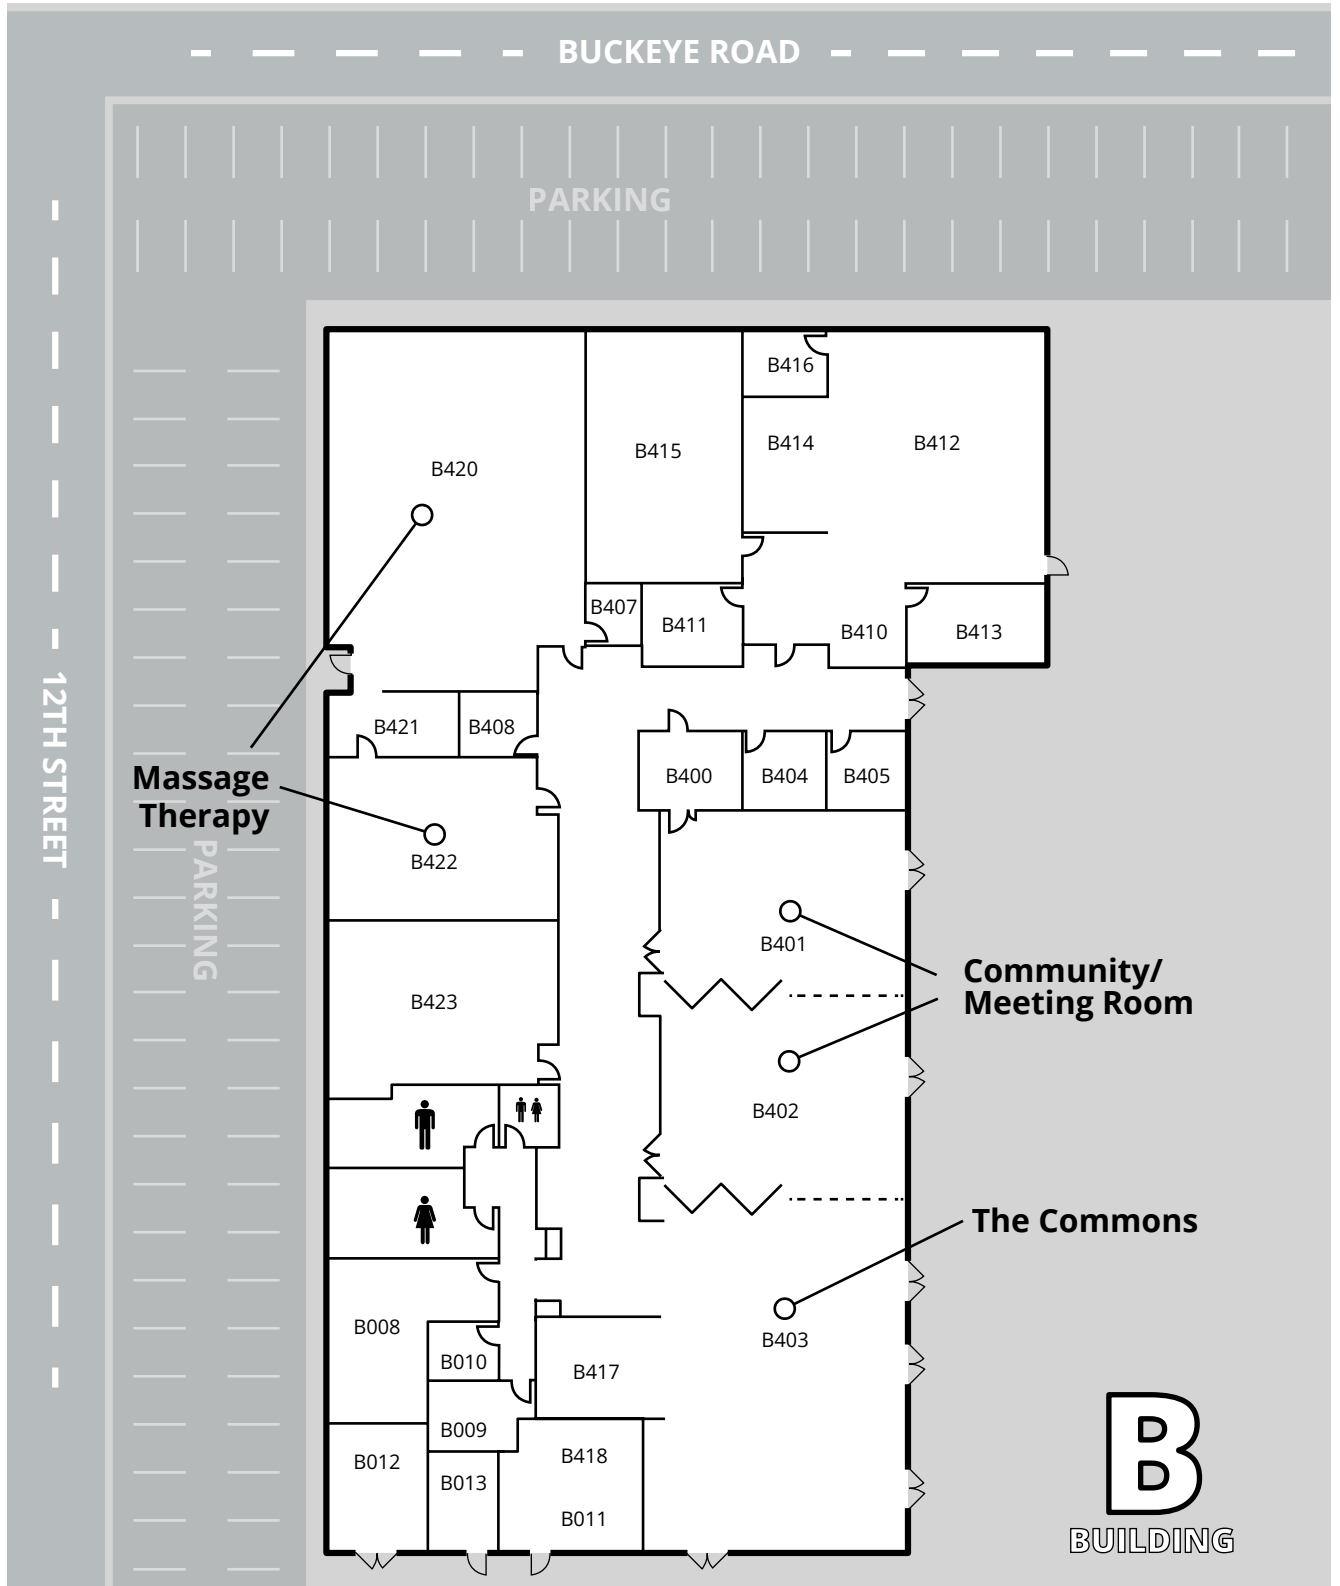 BUCKEYE ROAD
PARKING
B416
B415
B414
B412
B420
B407
B411
B410
B413
12TH STREET
B421
B408
B400
B404
B405
Massage
Therapy
PARKING
B422
B401
Community/
Meeting Room
B423
B402
The Commons
B008
B403
B010
B417
B009
B012
B418
B013
B011
B
BUILDING